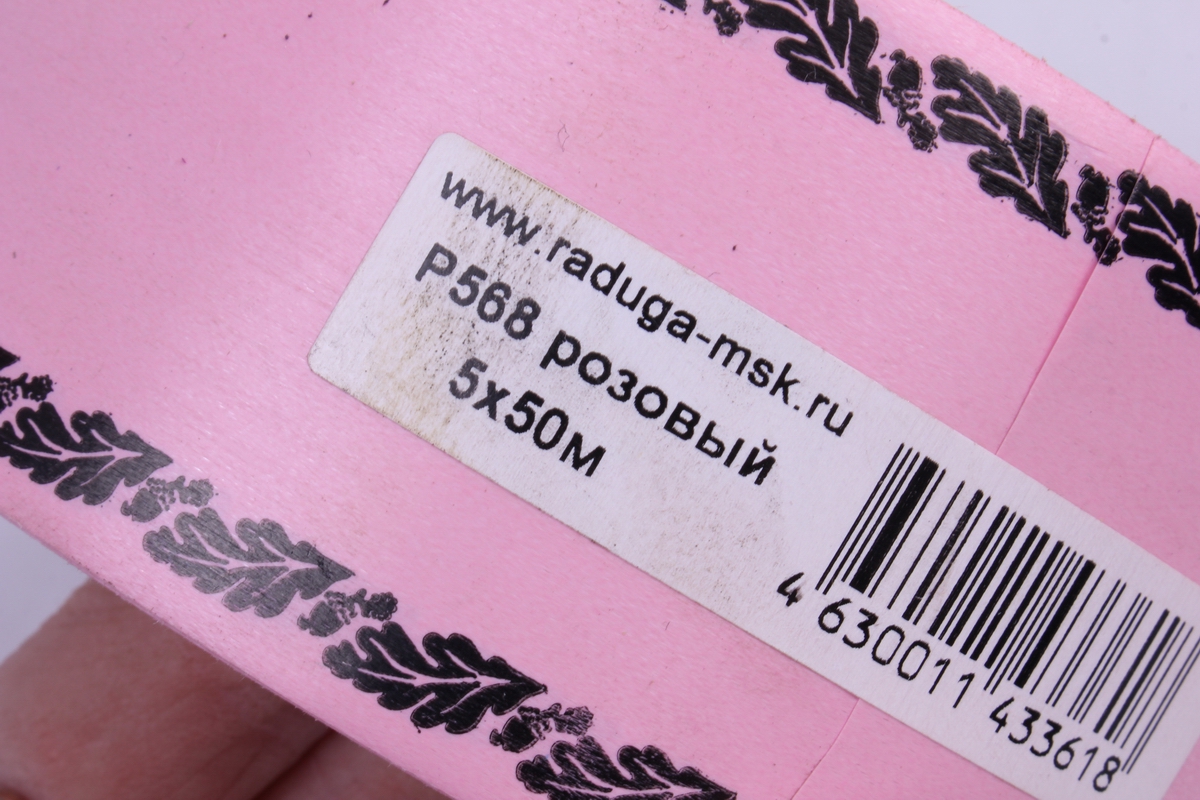 www.raduga-msk.ru
P568 розовый
5x50м
4 630011 433618